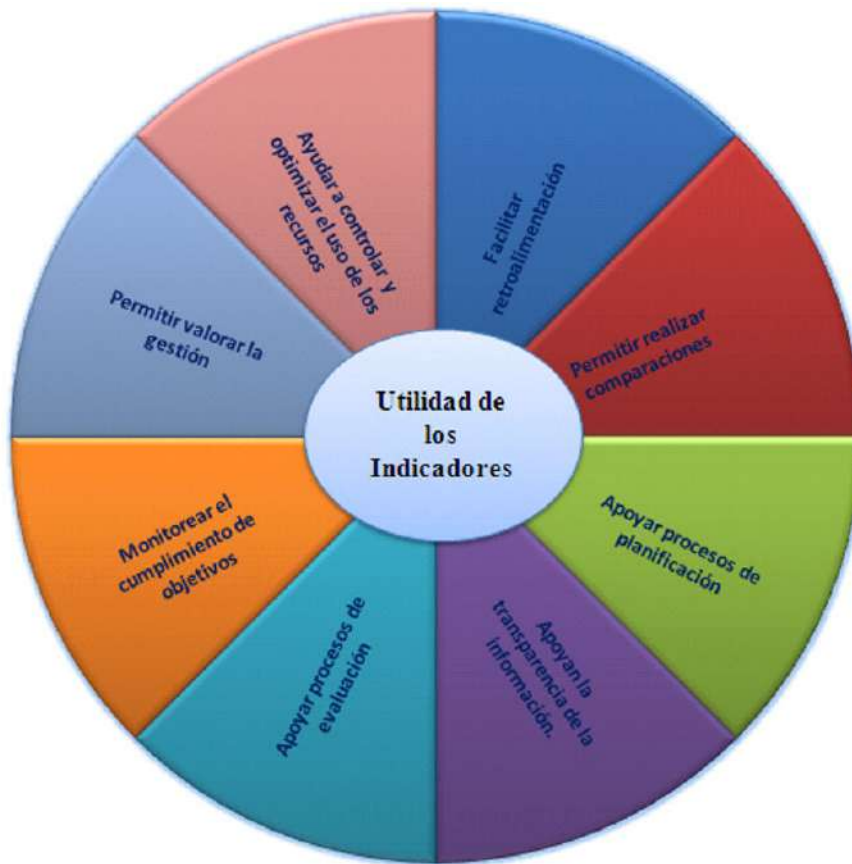 Utilidad de
los
Indicadores
Facilitar
retroalimentación
Permitir realizar
comparaciones
Apoyar procesos de
planificación
Apoyan la
transparencia de la
información.
Apoyar procesos de
evaluación
Monitorear el
cumplimiento de
objetivos
Permitir valorar la
gestión
Ayudar a controlar y
optimizar el uso de los
recursos